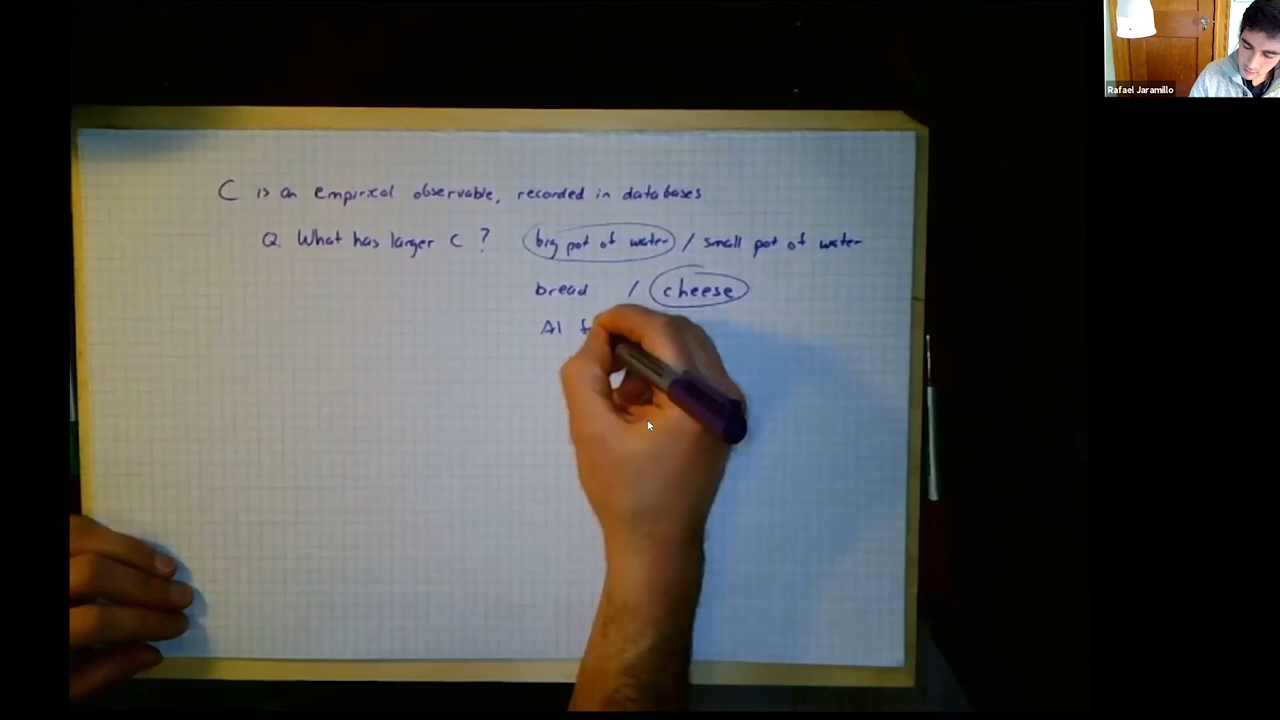 Rafael Jaramillo
C is an empirical observable, recorded in databases
Q. What has larger C ? big pot of water / small pot of water
bread / cheese
Al f